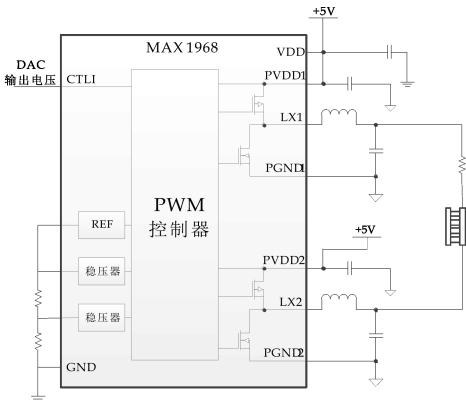 +5V
MAX1968
VDD
DAC
输出电压
CTLI
PVDD1
LX1
PGND1
PWM
控制器
REF
稳压器
稳压器
+5V
PVDD2
LX2
PGND2
GND